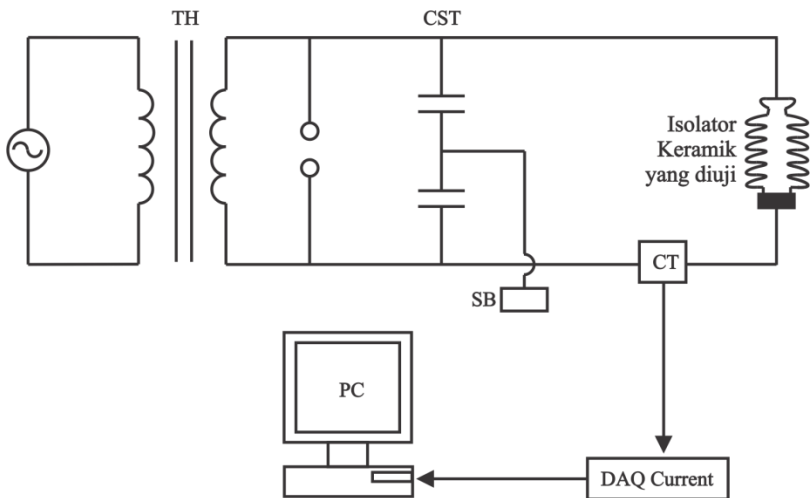 TH
CST
Isolator
Keramik
yang diuji
CT
SB
PC
DAQ Current